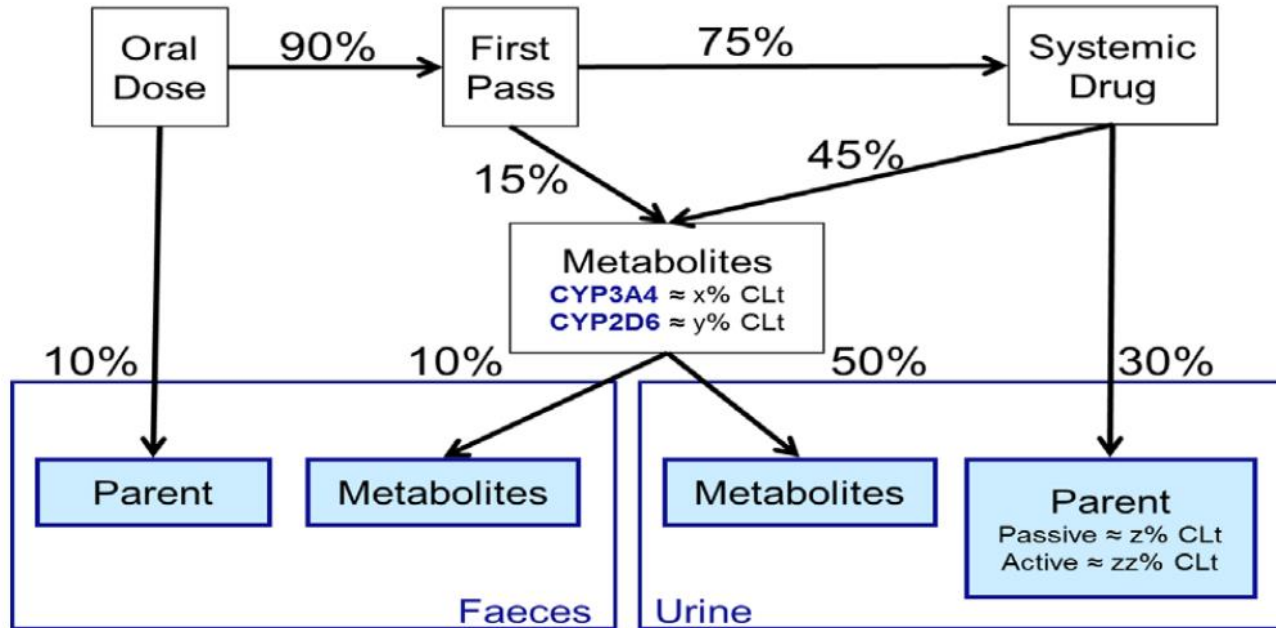 Oral
Dose
90%
First
Pass
75%
Systemic
Drug
15%
45%
Metabolites
CYP3A4 ≈ x% CLt
CYP2D6 ≈ y% CLt
10%
10%
50%
30%
Parent
Metabolites
Metabolites
Parent
Passive ≈ z% CLt
Active ≈ zz% CLt
Faeces
Urine